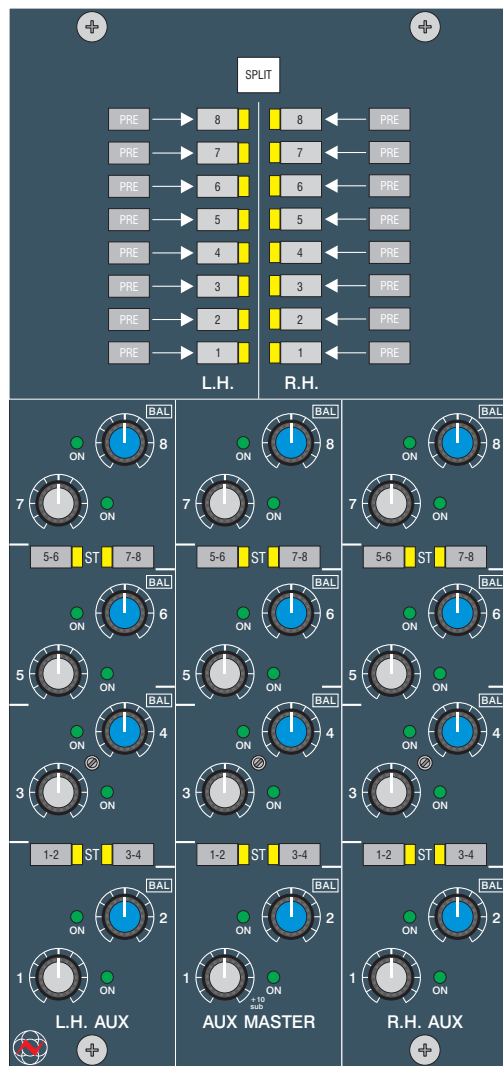 SPLIT
PRE 8 8 PRE
PRE 7 7 PRE
PRE 6 6 PRE
PRE 5 5 PRE
PRE 4 4 PRE
PRE 3 3 PRE
PRE 2 2 PRE
PRE 1 1 PRE
L.H. R.H.
BAL BAL BAL
ON 8 ON 8 ON 8
7 ON 7 ON 7 ON
5-6 ST 7-8 5-6 ST 7-8 5-6 ST 7-8
BAL BAL BAL
ON 6 ON 6 ON 6
5 ON 5 ON 5 ON
BAL BAL BAL
ON 4 ON 4 ON 4
3 ON 3 ON 3 ON
1-2 ST 3-4 1-2 ST 3-4 1-2 ST 3-4
BAL BAL BAL
ON 2 ON 2 ON 2
1 ON 1 ON 1 ON
+10
sub
L.H. AUX AUX MASTER R.H. AUX